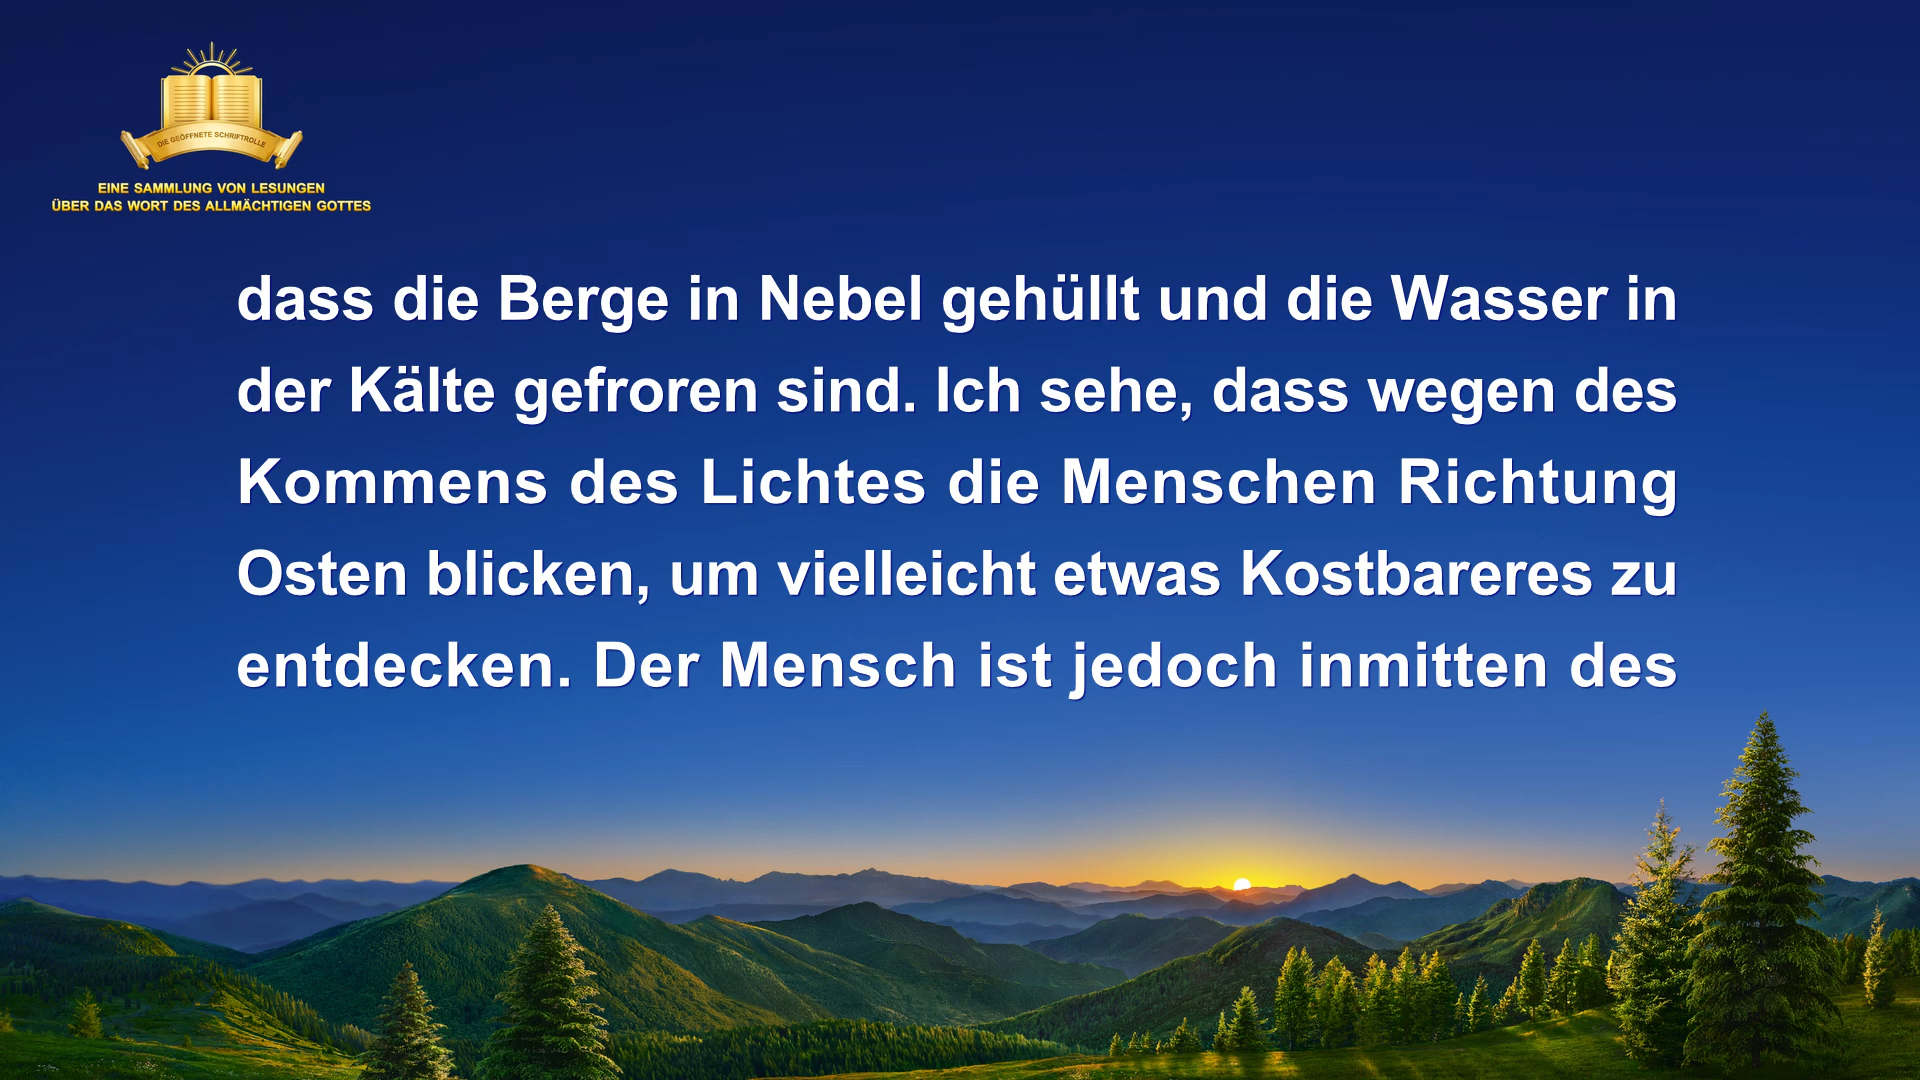 DIE GEÖFFNETE SCHRIFTROLLE
EINE SAMMLUNG VON LESUNGEN
ÜBER DAS WORT DES ALLMÄCHTIGEN GOTTES
dass die Berge in Nebel gehüllt und die Wasser in
der Kälte gefroren sind. Ich sehe, dass wegen des
Kommens des Lichtes die Menschen Richtung
Osten blicken, um vielleicht etwas Kostbareres zu
entdecken. Der Mensch ist jedoch inmitten des